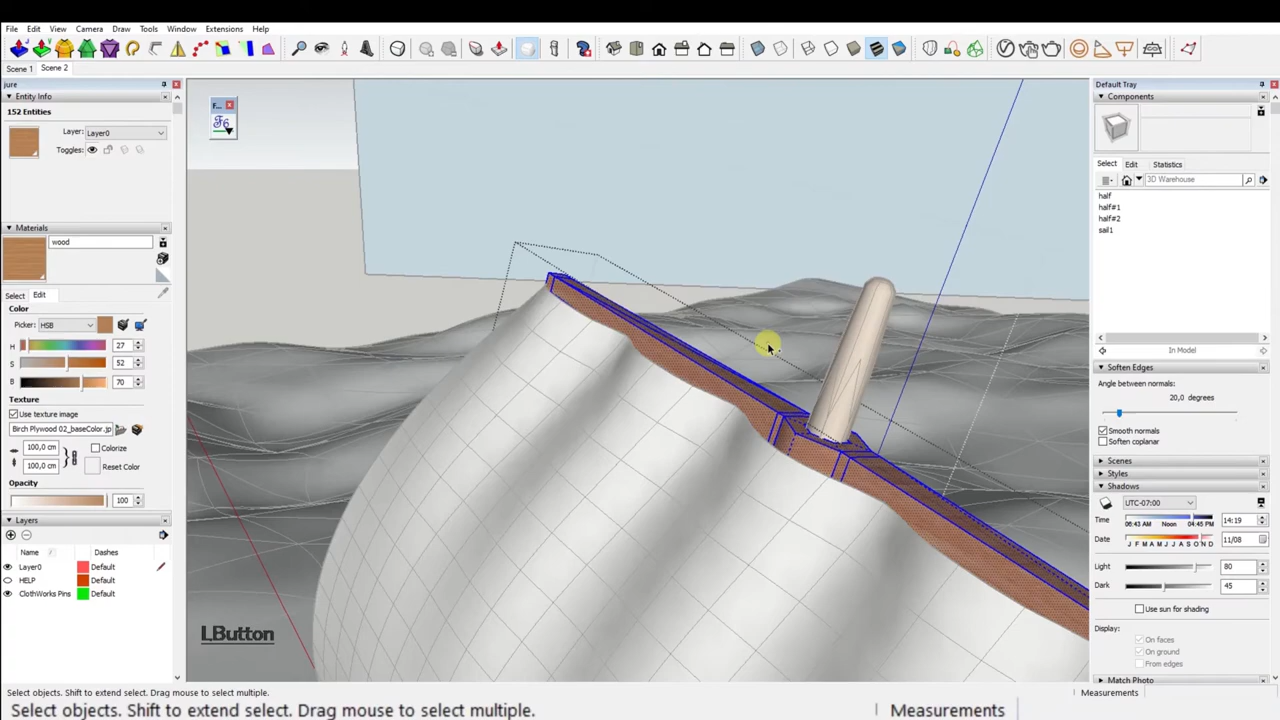 File Edit View Camera Draw Tools Window Extensions Help
Scene 1 Scene 2
jure
Entity Info
152 Entities
Layer: Layer0
Toggles:
Materials
wood
Select Edit
Color
Picker: HSB
H 27
S 52
B 70
Texture
Use texture image
Birch Plywood 02_baseColor.jp
100,0 cm Colorize
100,0 cm Reset Color
Opacity
100
Layers
Name Dashes
Layer0 Default
HELP Default
ClothWorks Pins Default
F...
LButton
Default Tray
Components
Select Edit Statistics
3D Warehouse
half
half#1
half#2
sail1
In Model
Soften Edges
Angle between normals:
20,0 degrees
Smooth normals
Soften coplanar
Scenes
Styles
Shadows
UTC-07:00
Time 06:43 AM Noon 04:45 PM 14:19
Date J F M A M J J A S O N D 11/08
Light 80
Dark 45
Use sun for shading
Display:
On faces
On ground
From edges
Match Photo
Select objects. Shift to extend select. Drag mouse to select multiple. Measurements
Select objects. Shift to extend select. Drag mouse to select multiple. Measurements